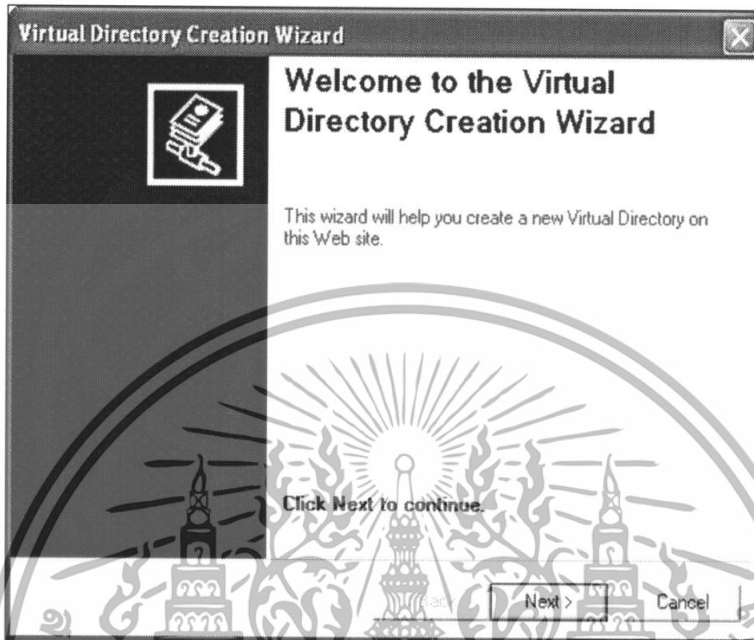 Virtual Directory Creation Wizard
Welcome to the Virtual
Directory Creation Wizard
This wizard will help you create a new Virtual Directory on
this Web site.
Click Next to continue.
Back
Next >
Cancel